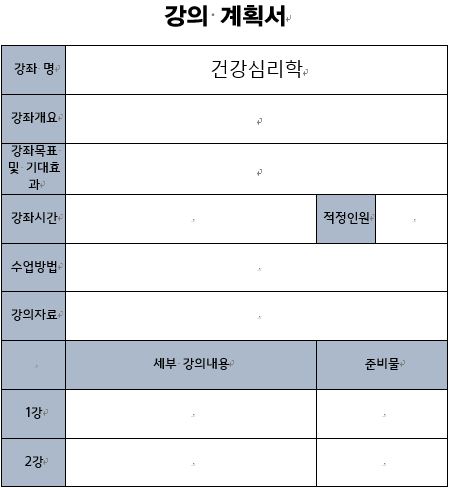 강의 계획서
강좌 명
건강심리학
강좌개요
강좌목표
및 기대효
과
강좌시간
적정인원
수업방법
강의자료
세부 강의내용
준비물
1강
2강